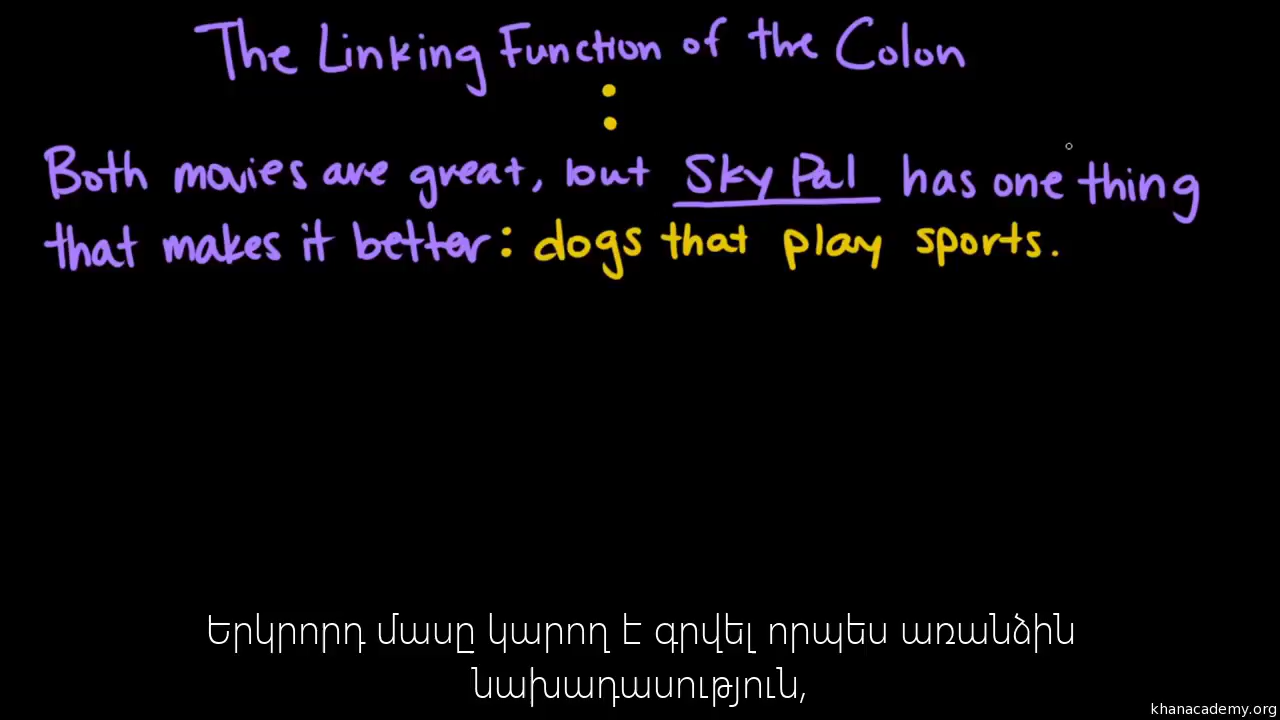 The Linking Function of the Colon
:
Both movies are great, but Sky Pal has one thing
that makes it better: dogs that play sports.
Երկրորդ մասը կարող է գրվել որպես առանձին
նախադասություն,
khanacademy.org